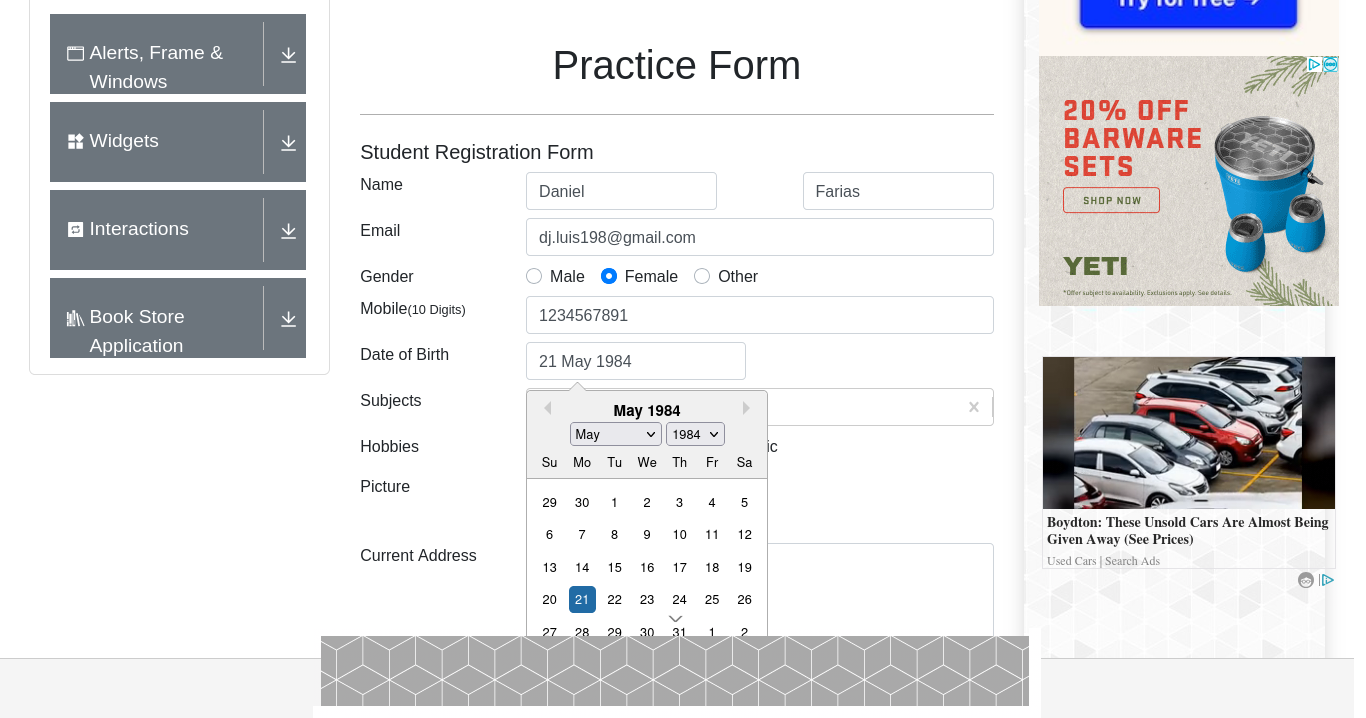 Alerts, Frame &
Windows
Widgets
Interactions
Book Store
Application
Practice Form
Student Registration Form
Name
Daniel
Farias
Email
dj.luis198@gmail.com
Gender
Male
Female
Other
Mobile(10 Digits)
1234567891
Date of Birth
21 May 1984
Subjects
May 1984
May
1984
Su Mo Tu We Th Fr Sa
29 30 1 2 3 4 5
6 7 8 9 10 11 12
13 14 15 16 17 18 19
20 21 22 23 24 25 26
27 28 29 30 31 1 2
Hobbies
ic
Picture
Current Address
Try for free →
20% OFF
BARWARE
SETS
SHOP NOW
YETI
*Offer subject to availability. Exclusions apply. See details.
YETI
YETI
Boydton: These Unsold Cars Are Almost Being
Given Away (See Prices)
Used Cars | Search Ads